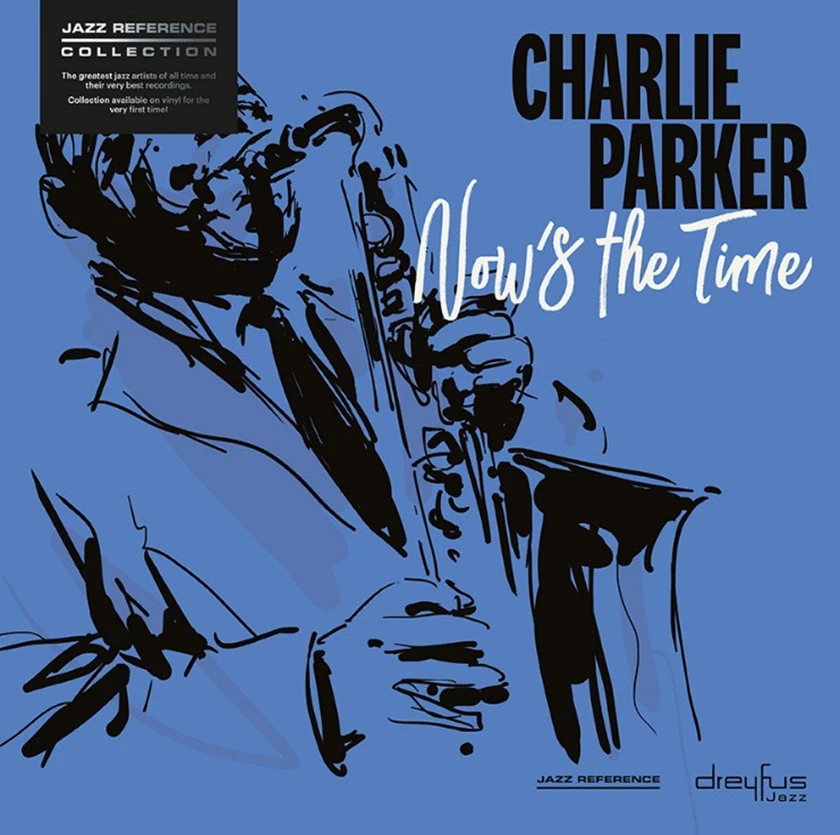 JAZZ REFERENCE
COLLECTION
The greatest jazz artists of all time and
their very best recordings.
Collection available on vinyl for the
very first time!
CHARLIE
PARKER
Now's the Time
JAZZ REFERENCE
dreyfus
Jazz